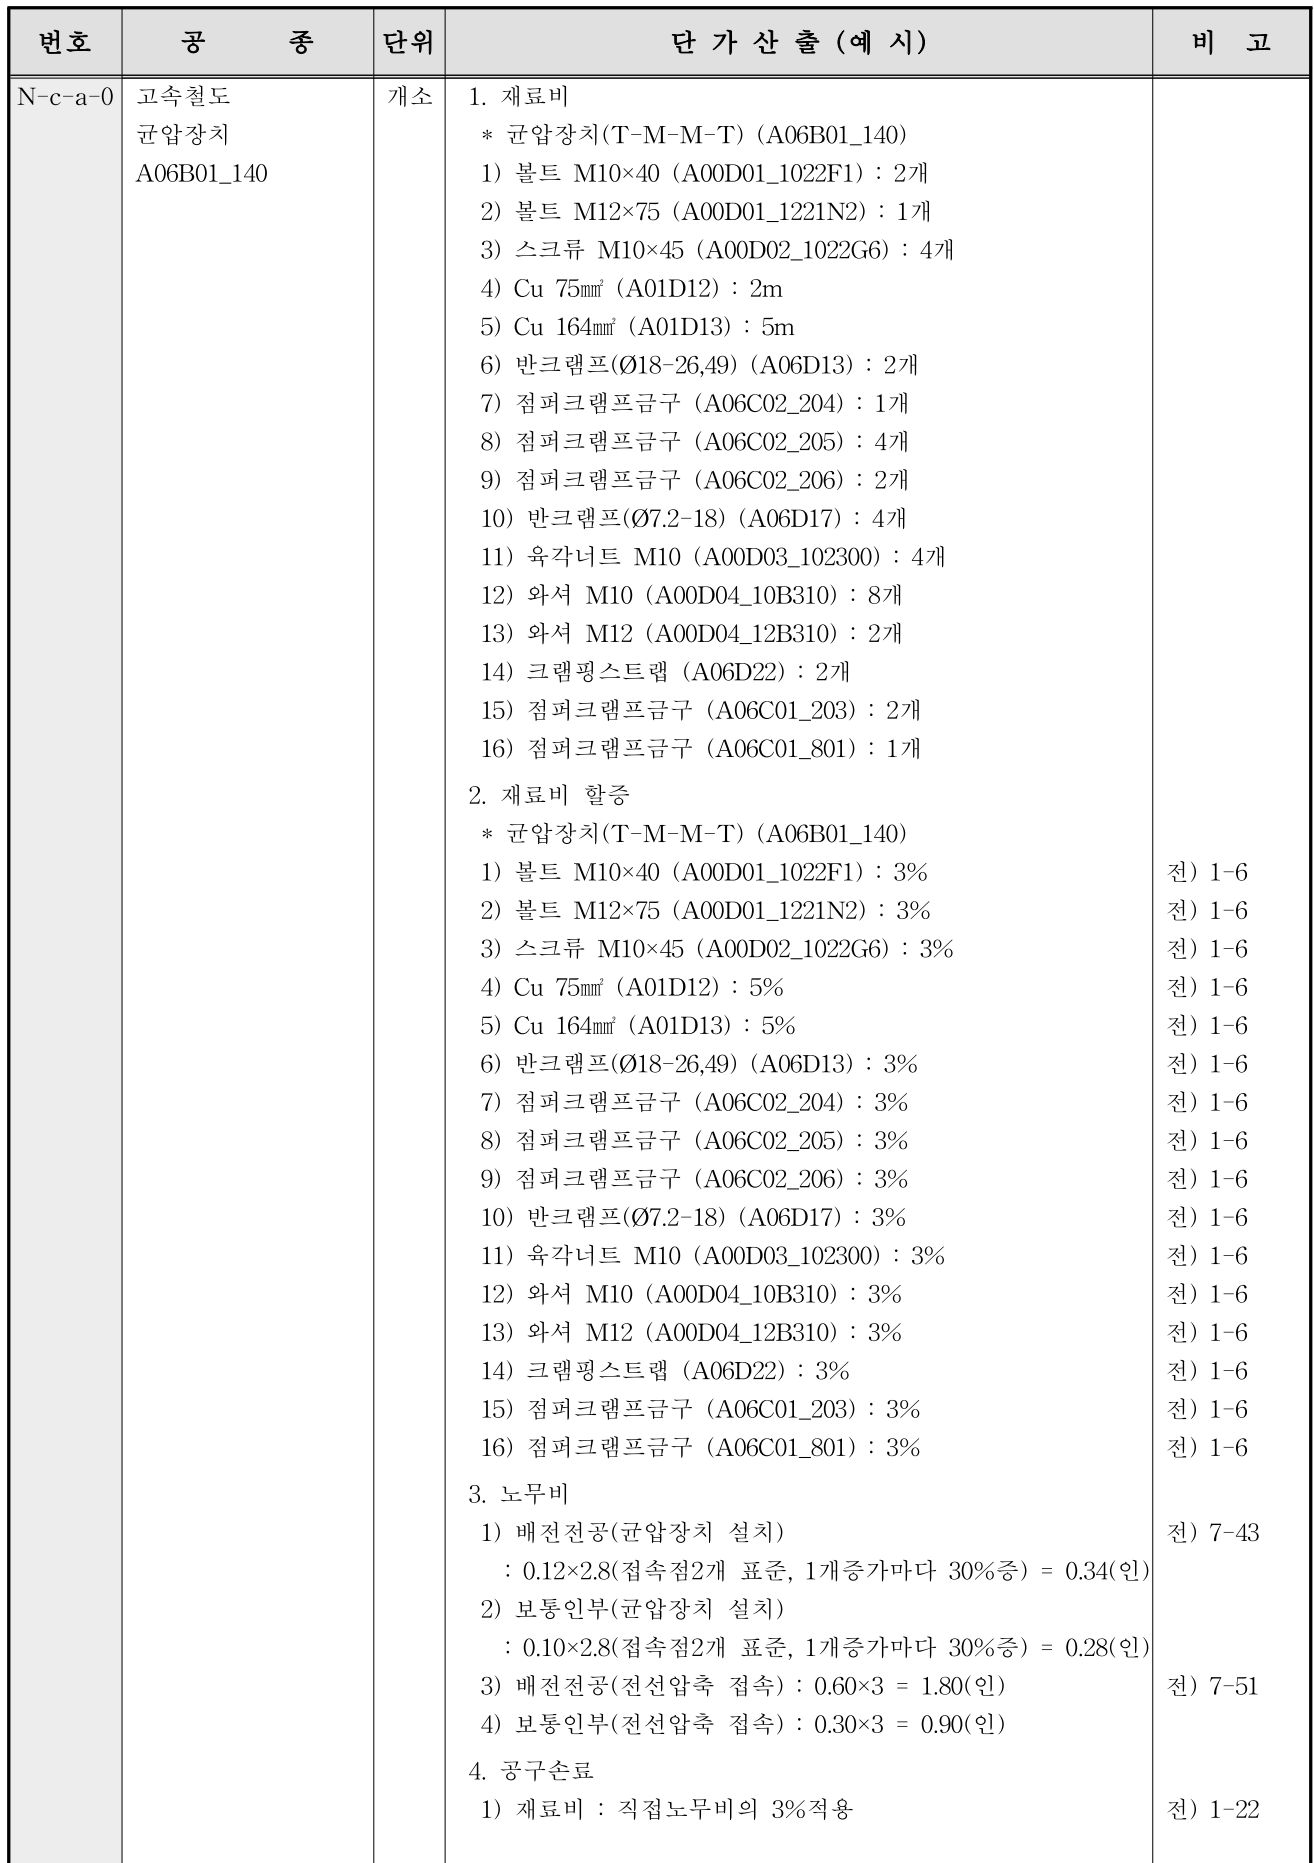 번호 공 종 단위 단 가 산 출 (예 시) 비 고
N-c-a-0 고속철도 개소 1. 재료비
균압장치 * 균압장치(T-M-M-T) (A06B01_140)
A06B01_140 1) 볼트 M10×40 (A00D01_1022F1) : 2개
2) 볼트 M12×75 (A00D01_1221N2) : 1개
3) 스크류 M10×45 (A00D02_1022G6) : 4개
4) Cu 75㎟ (A01D12) : 2m
5) Cu 164㎟ (A01D13) : 5m
6) 반크램프(Ø18-26,49) (A06D13) : 2개
7) 점퍼크램프금구 (A06C02_204) : 1개
8) 점퍼크램프금구 (A06C02_205) : 4개
9) 점퍼크램프금구 (A06C02_206) : 2개
10) 반크램프(Ø7.2-18) (A06D17) : 4개
11) 육각너트 M10 (A00D03_102300) : 4개
12) 와셔 M10 (A00D04_10B310) : 8개
13) 와셔 M12 (A00D04_12B310) : 2개
14) 크램핑스트랩 (A06D22) : 2개
15) 점퍼크램프금구 (A06C01_203) : 2개
16) 점퍼크램프금구 (A06C01_801) : 1개
2. 재료비 할증
* 균압장치(T-M-M-T) (A06B01_140)
1) 볼트 M10×40 (A00D01_1022F1) : 3% 전) 1-6
2) 볼트 M12×75 (A00D01_1221N2) : 3% 전) 1-6
3) 스크류 M10×45 (A00D02_1022G6) : 3% 전) 1-6
4) Cu 75㎟ (A01D12) : 5% 전) 1-6
5) Cu 164㎟ (A01D13) : 5% 전) 1-6
6) 반크램프(Ø18-26,49) (A06D13) : 3% 전) 1-6
7) 점퍼크램프금구 (A06C02_204) : 3% 전) 1-6
8) 점퍼크램프금구 (A06C02_205) : 3% 전) 1-6
9) 점퍼크램프금구 (A06C02_206) : 3% 전) 1-6
10) 반크램프(Ø7.2-18) (A06D17) : 3% 전) 1-6
11) 육각너트 M10 (A00D03_102300) : 3% 전) 1-6
12) 와셔 M10 (A00D04_10B310) : 3% 전) 1-6
13) 와셔 M12 (A00D04_12B310) : 3% 전) 1-6
14) 크램핑스트랩 (A06D22) : 3% 전) 1-6
15) 점퍼크램프금구 (A06C01_203) : 3% 전) 1-6
16) 점퍼크램프금구 (A06C01_801) : 3% 전) 1-6
3. 노무비
1) 배전전공(균압장치 설치) 전) 7-43
: 0.12×2.8(접속점2개 표준, 1개증가마다 30%증) = 0.34(인)
2) 보통인부(균압장치 설치)
: 0.10×2.8(접속점2개 표준, 1개증가마다 30%증) = 0.28(인)
3) 배전전공(전선압축 접속) : 0.60×3 = 1.80(인) 전) 7-51
4) 보통인부(전선압축 접속) : 0.30×3 = 0.90(인)
4. 공구손료
1) 재료비 : 직접노무비의 3%적용 전) 1-22